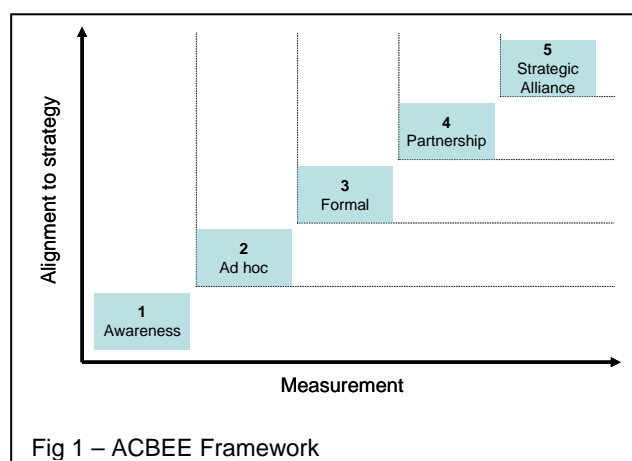 5
Strategic
Alliance
4
Partnership
3
Formal
2
Ad hoc
1
Awareness
Alignment to strategy
Measurement
Fig 1 – ACBEE Framework